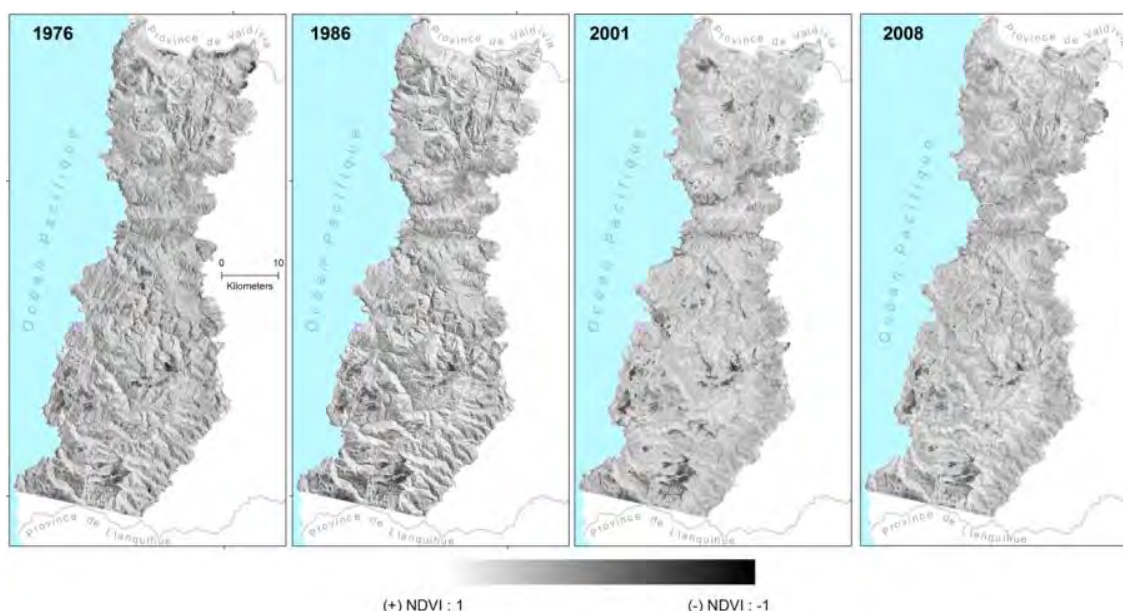 1976
Province de Valdivia
Océan Pacifique
0 10
Kilometers
Province de Llanquihue
1986
Province de Valdivia
Océan Pacifique
Province de Llanquihue
2001
Province de Valdivia
Océan Pacifique
Province de Llanquihue
2008
Province de Valdivia
Océan Pacifique
Province de Llanquihue
(+) NDVI : 1
(-) NDVI : -1